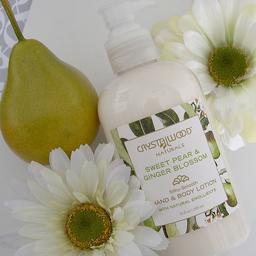 CRYSTALWOOD
NATURALS
SWEET PEAR &
GINGER BLOSSOM
HAND & BODY LOTION
WITH NATURAL EMOLLIENTS